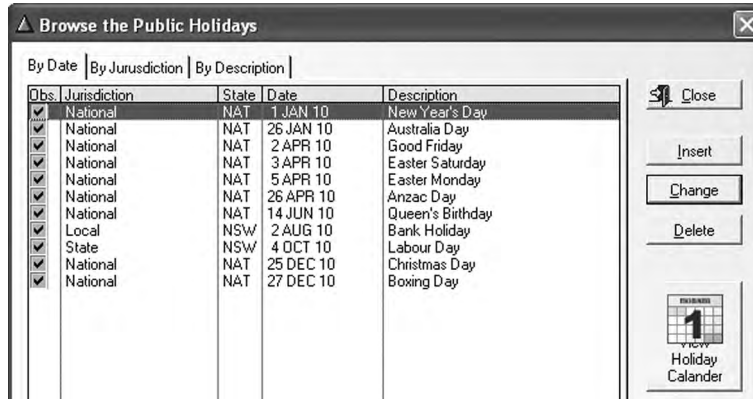 Browse the Public Holidays
By Date By Jurusdiction By Description
Obs. Jurisdiction State Date Description
National NAT 1 JAN 10 New Year's Day
National NAT 26 JAN 10 Australia Day
National NAT 2 APR 10 Good Friday
National NAT 3 APR 10 Easter Saturday
National NAT 5 APR 10 Easter Monday
National NAT 26 APR 10 Anzac Day
National NAT 14 JUN 10 Queen's Birthday
Local NSW 2 AUG 10 Bank Holiday
State NSW 4 OCT 10 Labour Day
National NAT 25 DEC 10 Christmas Day
National NAT 27 DEC 10 Boxing Day
Close
Insert
Change
Delete
1
View
Holiday
Calander